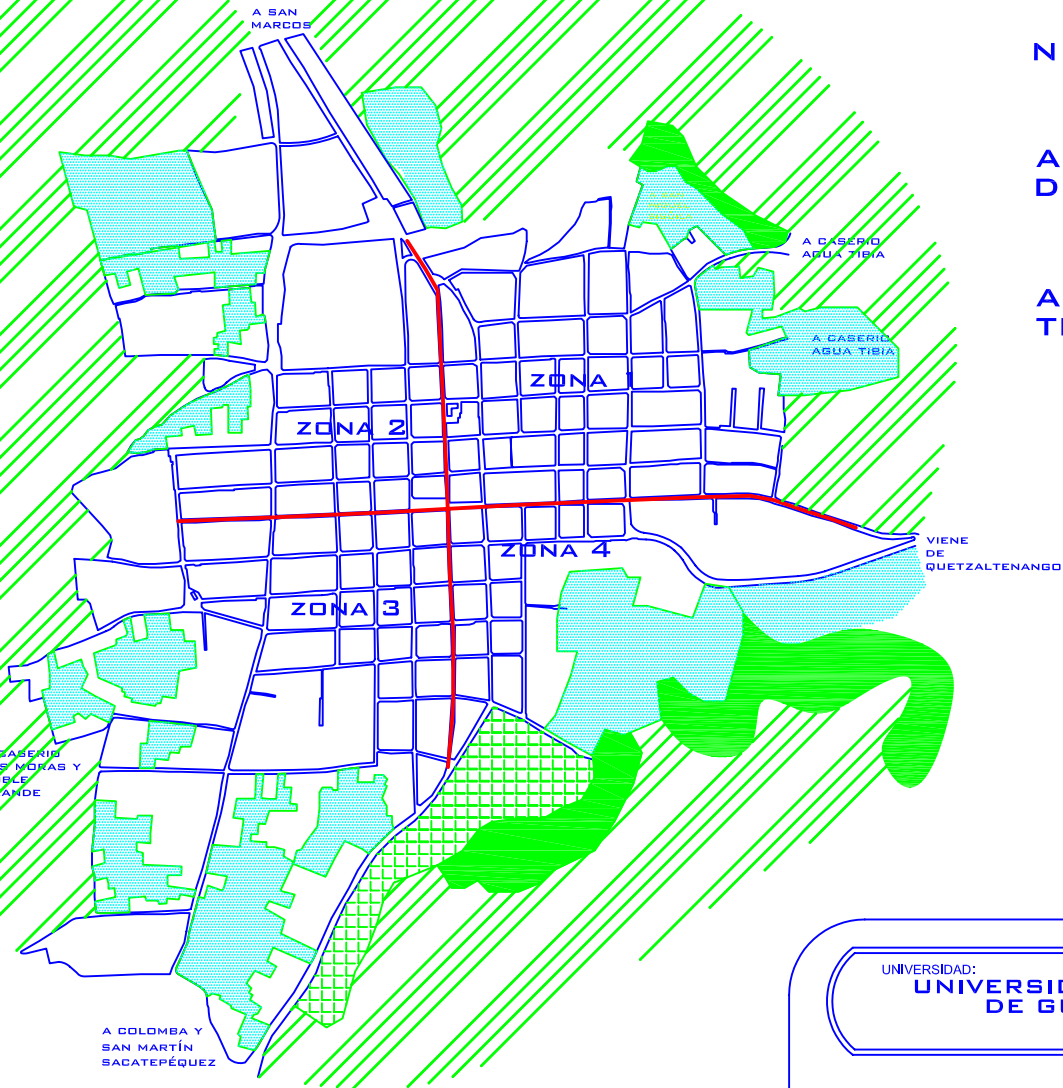 A SAN
MARCOS
N
A
D
A CASERIO
AGUA TIBIA
A
A CASERIO
AGUA TIBIA
ZONA 1
ZONA 2
ZONA 4
VIENE
DE
QUETZALTENANGO
ZONA 3
CASERIO
S MORAS Y
BLE
ANDE
UNIVERSIDAD:
UNIVERSID
DE G
A COLOMBA Y
SAN MARTÍN
SACATEPÉQUEZ